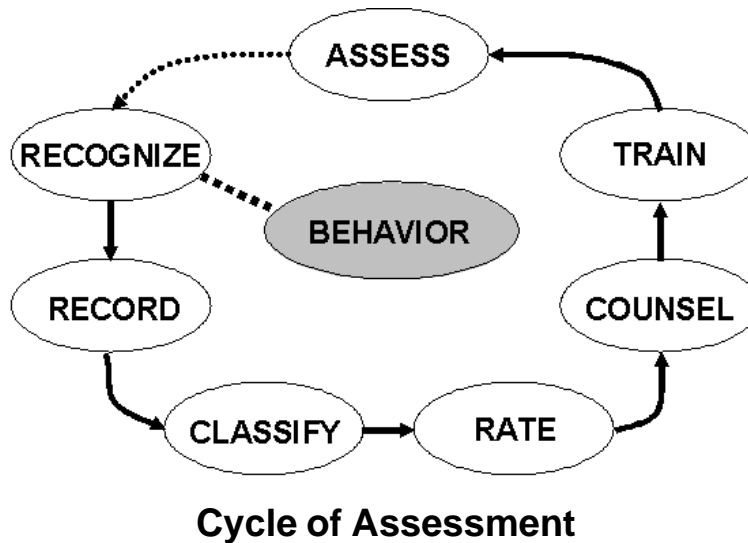 ASSESS
RECOGNIZE
TRAIN
BEHAVIOR
RECORD
COUNSEL
CLASSIFY
RATE
Cycle of Assessment